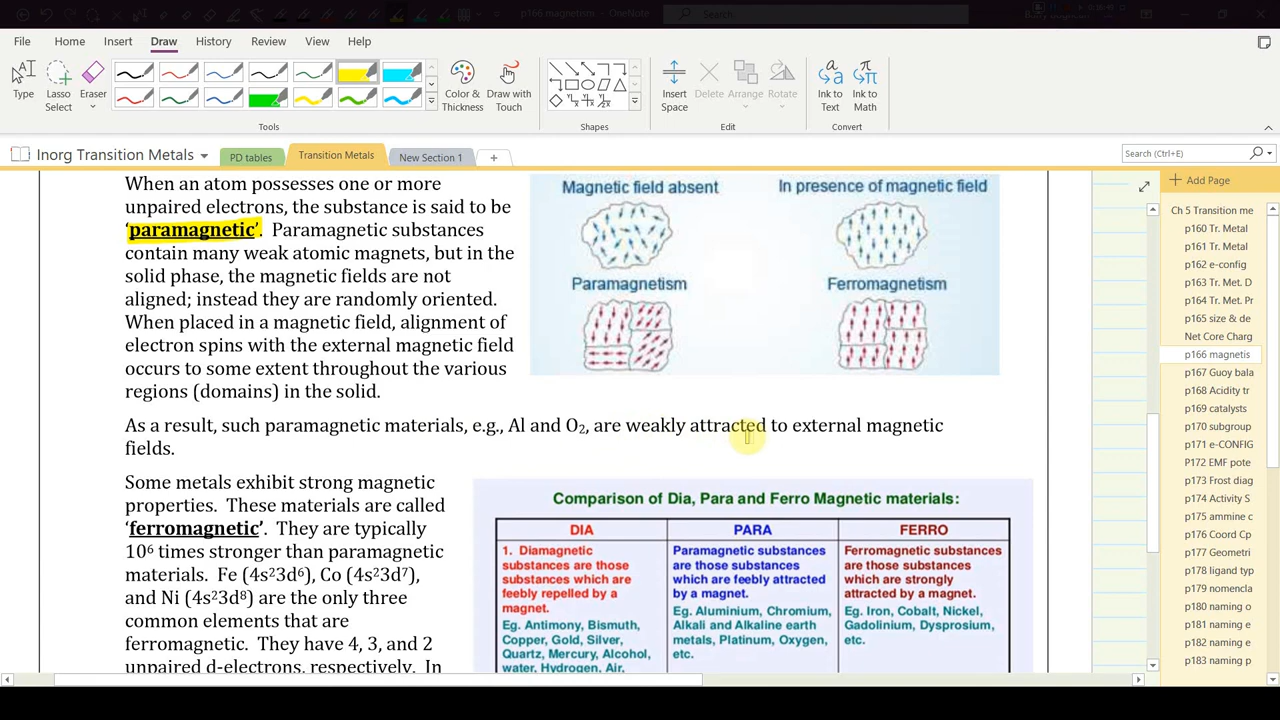 p166 magnetism - OneNote
Search
File Home Insert Draw History Review View Help
Type
Lasso Select
Eraser
Color & Thickness
Draw with Touch
Insert Space
Delete
Arrange
Rotate
Ink to Text
Ink to Math
Tools
Shapes
Edit
Convert
Inorg Transition Metals
PD tables
Transition Metals
New Section 1
+
Search (Ctrl+E)
When an atom possesses one or more
unpaired electrons, the substance is said to be
‘paramagnetic’. Paramagnetic substances
contain many weak atomic magnets, but in the
solid phase, the magnetic fields are not
aligned; instead they are randomly oriented.
When placed in a magnetic field, alignment of
electron spins with the external magnetic field
occurs to some extent throughout the various
regions (domains) in the solid.
Magnetic field absent
In presence of magnetic field
Paramagnetism
Ferromagnetism
As a result, such paramagnetic materials, e.g., Al and O₂, are weakly attracted to external magnetic
fields.
Some metals exhibit strong magnetic
properties. These materials are called
‘ferromagnetic’. They are typically
10⁶ times stronger than paramagnetic
materials. Fe (4s²3d⁶), Co (4s²3d⁷),
and Ni (4s²3d⁸) are the only three
common elements that are
ferromagnetic. They have 4, 3, and 2
unpaired d-electrons, respectively. In
Comparison of Dia, Para and Ferro Magnetic materials:
DIA
PARA
FERRO
1. Diamagnetic
substances are those
substances which are
feebly repelled by a
magnet.
Eg. Antimony, Bismuth,
Copper, Gold, Silver,
Quartz, Mercury, Alcohol,
water, Hydrogen, Air,
Paramagnetic substances
are those substances
which are feebly attracted
by a magnet.
Eg. Aluminium, Chromium,
Alkali and Alkaline earth
metals, Platinum, Oxygen,
etc.
Ferromagnetic substances
are those substances
which are strongly
attracted by a magnet.
Eg. Iron, Cobalt, Nickel,
Gadolinium, Dysprosium,
etc.
Add Page
Ch 5 Transition me
p160 Tr. Metal
p161 Tr. Metal
p162 e-config
p163 Tr. Met. D
p164 Tr. Met. Pr
p165 size & de
Net Core Charg
p166 magnetis
p167 Guoy bala
p168 Acidity tr
p169 catalysts
p170 subgroup
p171 e-CONFIG
P172 EMF pote
p173 Frost diag
p174 Activity S
p175 ammine c
p176 Coord Cp
p177 Geometri
p178 ligand typ
p179 nomencla
p180 naming o
p181 naming e
p182 naming e
p183 naming p